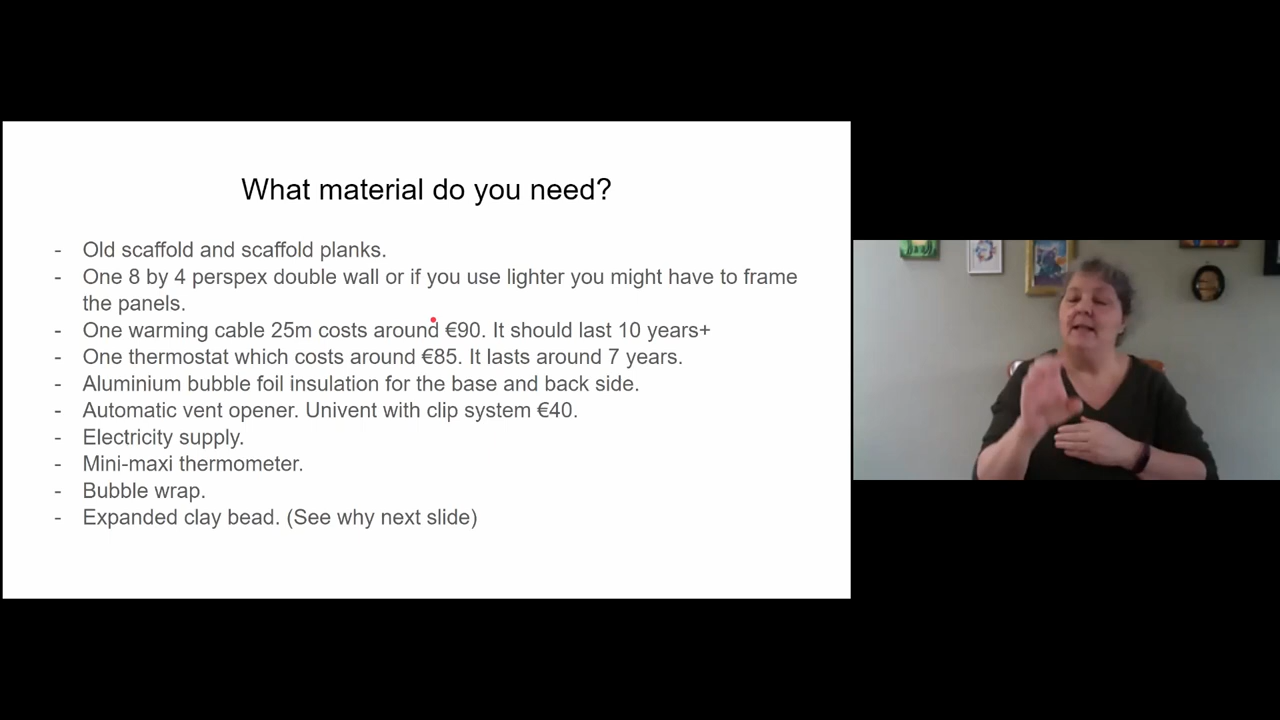 What material do you need?
- Old scaffold and scaffold planks.
- One 8 by 4 perspex double wall or if you use lighter you might have to frame
the panels.
- One warming cable 25m costs around €90. It should last 10 years+
- One thermostat which costs around €85. It lasts around 7 years.
- Aluminium bubble foil insulation for the base and back side.
- Automatic vent opener. Univent with clip system €40.
- Electricity supply.
- Mini-maxi thermometer.
- Bubble wrap.
- Expanded clay bead. (See why next slide)